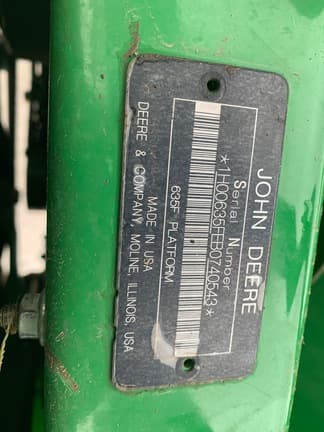 JOHN DEERE
Serial Number
*1H00635FEB0740543*
635F PLATFORM
MADE IN USA
DEERE & COMPANY, MOLINE, ILLINOIS, USA